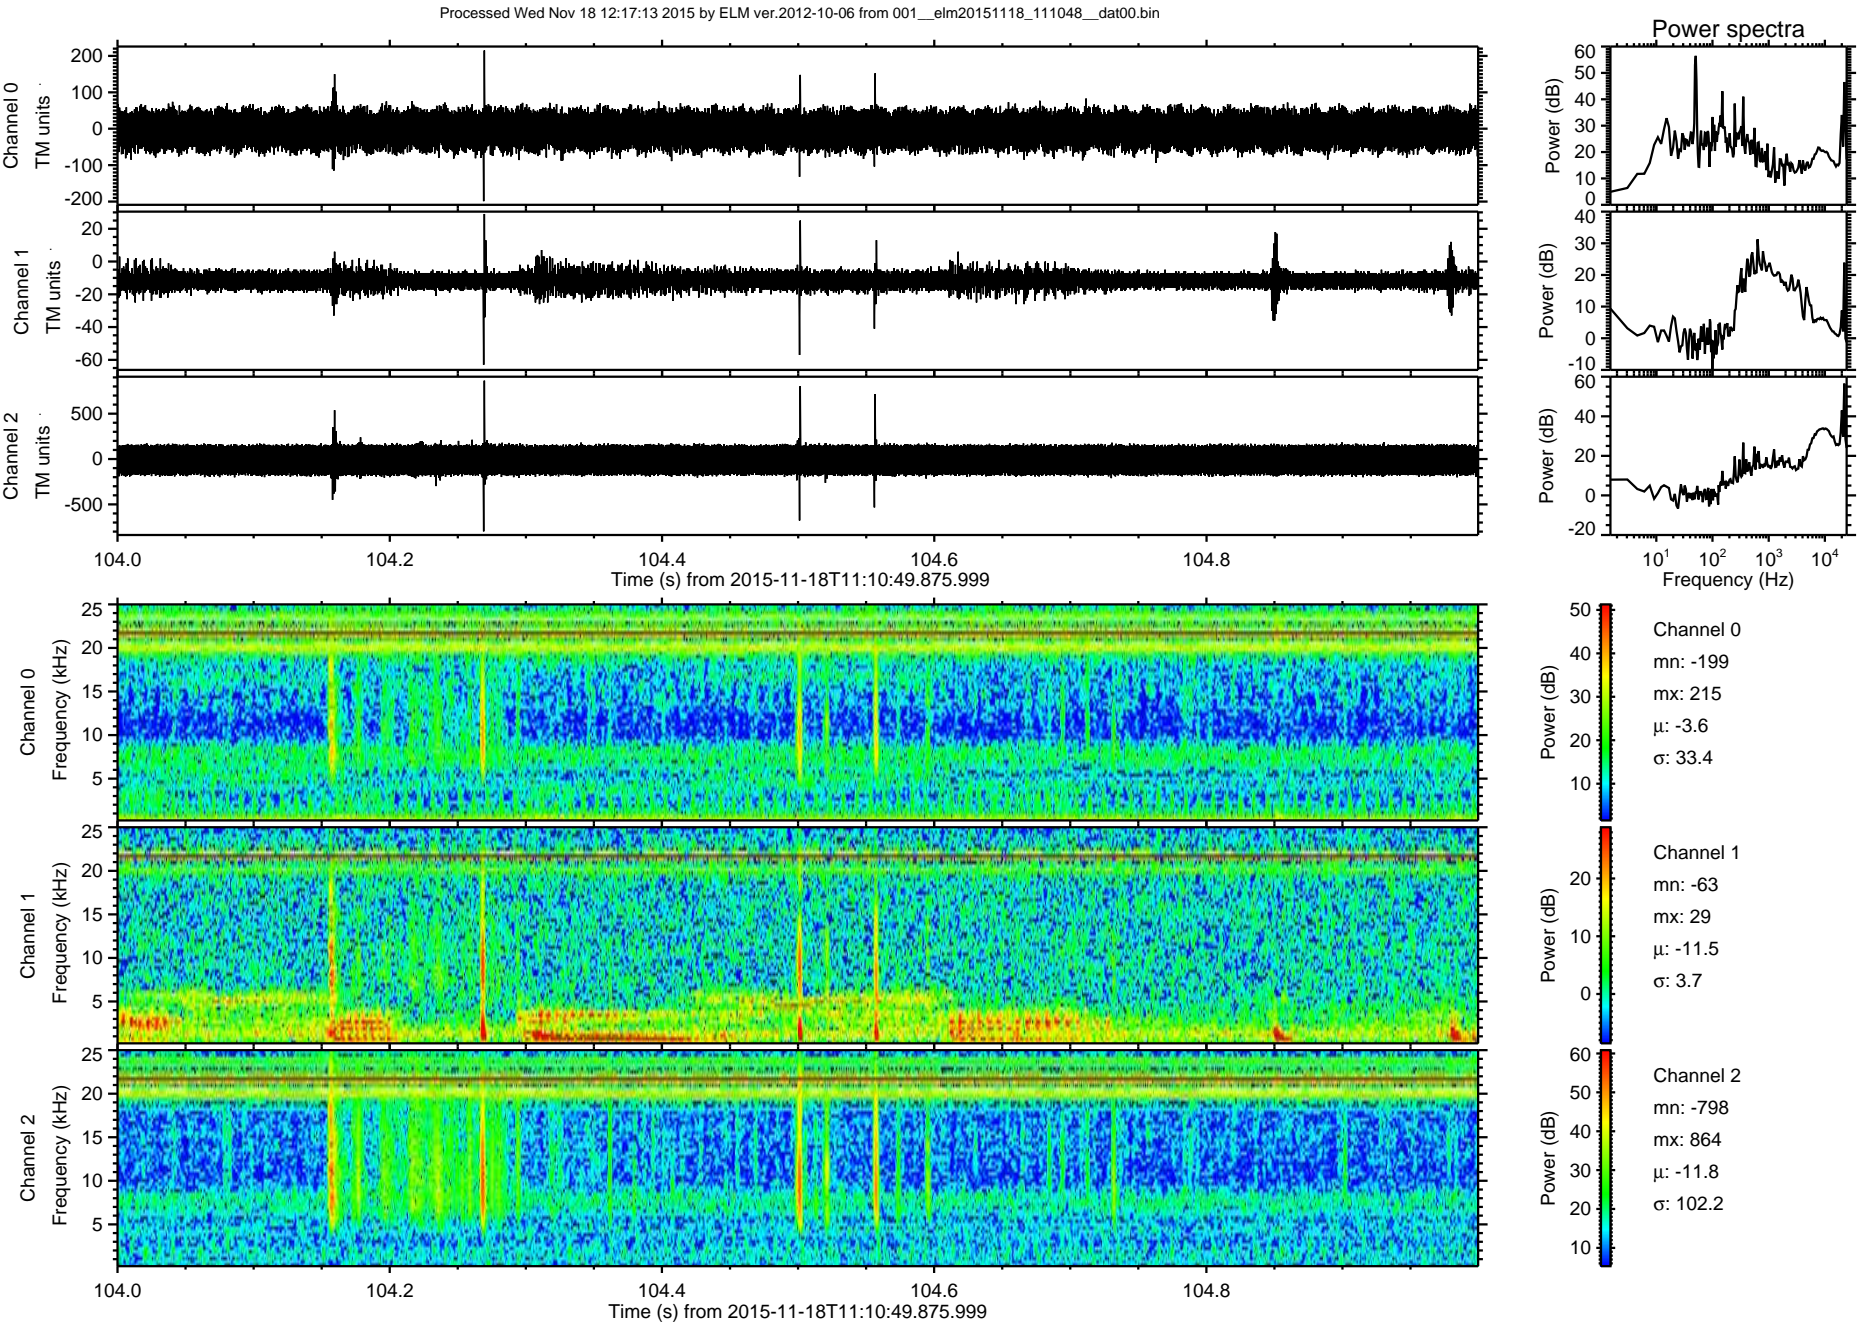 Processed Wed Nov 18 12:17:13 2015 by ELM ver.2012-10-06 from 001__elm20151118_111048__dat00.bin
Power spectra
Channel 0
TM units
200
100
0
-100
-200
Power (dB)
60
50
40
30
20
10
0
Channel 1
TM units
20
0
-20
-40
-60
Power (dB)
40
30
20
10
0
-10
Channel 2
TM units
500
0
-500
Power (dB)
60
40
20
0
-20
104.0 104.2 104.4 104.6 104.8
Time (s) from 2015-11-18T11:10:49.875.999
10^1 10^2 10^3 10^4
Frequency (Hz)
Channel 0
Frequency (kHz)
25
20
15
10
5
Power (dB)
50
40
30
20
10
Channel 0
mn: -199
mx: 215
μ: -3.6
σ: 33.4
Channel 1
Frequency (kHz)
25
20
15
10
5
Power (dB)
20
10
0
Channel 1
mn: -63
mx: 29
μ: -11.5
σ: 3.7
Channel 2
Frequency (kHz)
25
20
15
10
5
Power (dB)
60
50
40
30
20
10
Channel 2
mn: -798
mx: 864
μ: -11.8
σ: 102.2
104.0 104.2 104.4 104.6 104.8
Time (s) from 2015-11-18T11:10:49.875.999